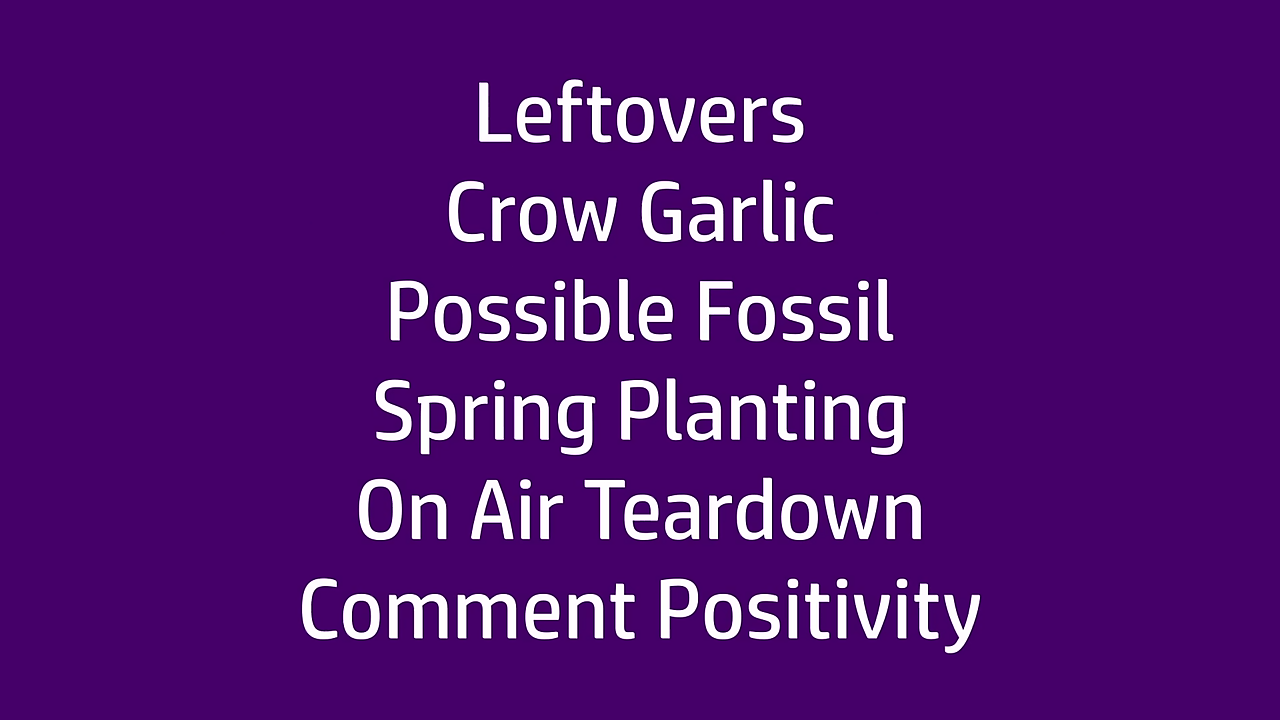 Leftovers
Crow Garlic
Possible Fossil
Spring Planting
On Air Teardown
Comment Positivity